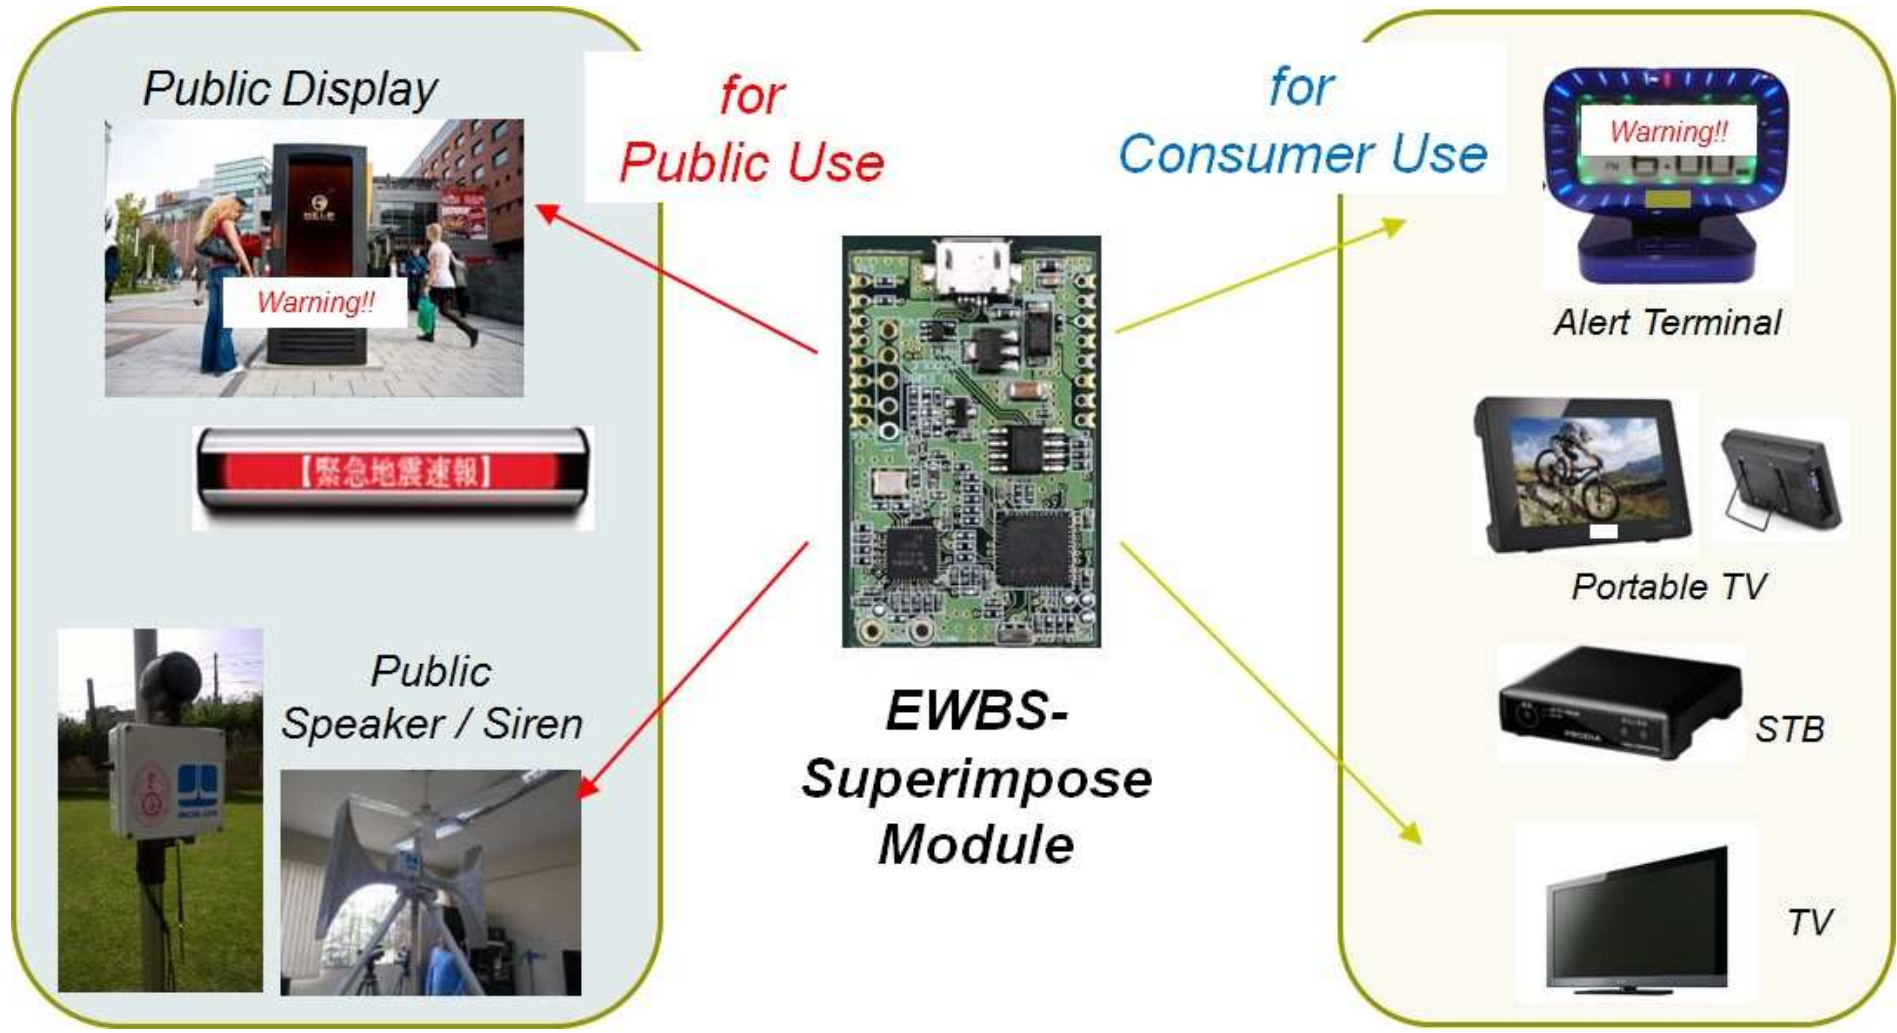 Public Display
for
Public Use
Warning!!
【緊急地震速報】
Public
Speaker / Siren
EWBS-
Superimpose
Module
for
Consumer Use
Warning!!
Alert Terminal
Portable TV
PRODIA
STB
TV